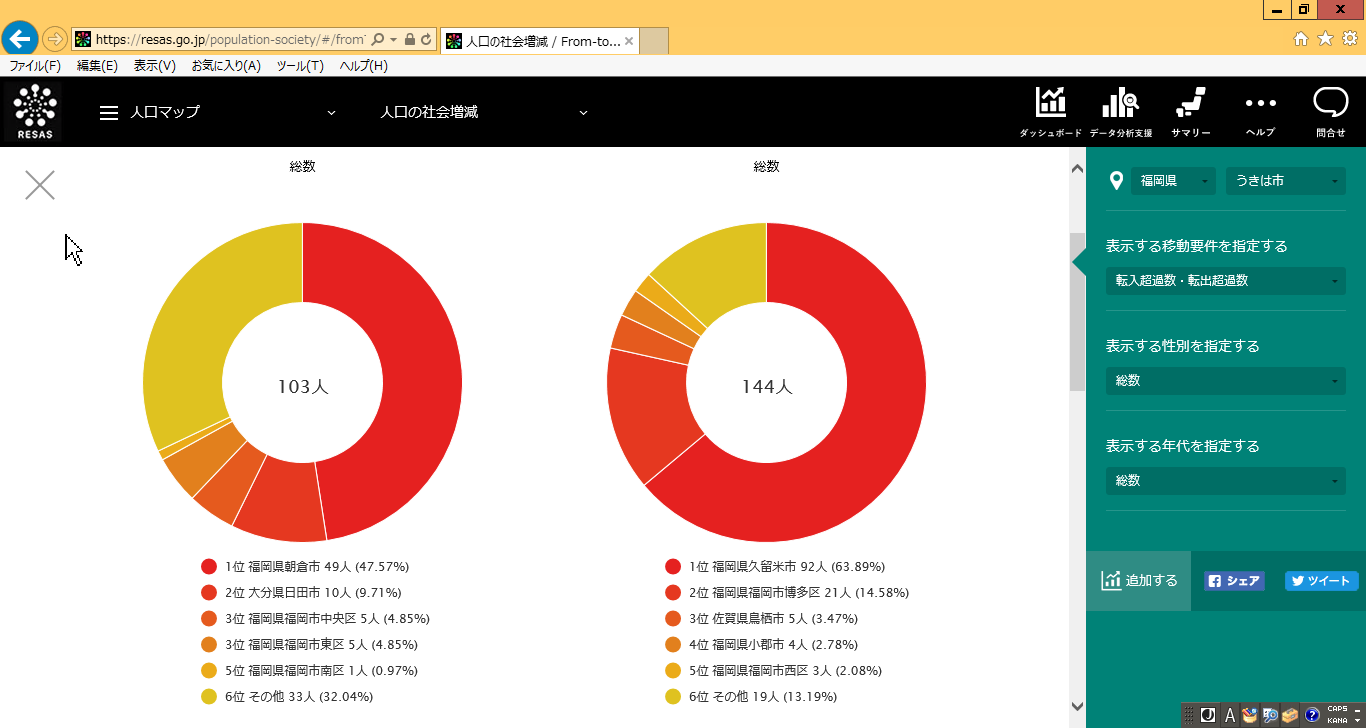 https://resas.go.jp/population-society/#/from
人口の社会増減 / From-to...
ファイル(F) 編集(E) 表示(V) お気に入り(A) ツール(T) ヘルプ(H)
RESAS
人口マップ
人口の社会増減
ダッシュボード
データ分析支援
サマリー
ヘルプ
問合せ
総数
103人
1位 福岡県朝倉市 49人 (47.57%)
2位 大分県日田市 10人 (9.71%)
3位 福岡県福岡市中央区 5人 (4.85%)
3位 福岡県福岡市東区 5人 (4.85%)
5位 福岡県福岡市南区 1人 (0.97%)
6位 その他 33人 (32.04%)
総数
144人
1位 福岡県久留米市 92人 (63.89%)
2位 福岡県福岡市博多区 21人 (14.58%)
3位 佐賀県鳥栖市 5人 (3.47%)
4位 福岡県小郡市 4人 (2.78%)
5位 福岡県福岡市西区 3人 (2.08%)
6位 その他 19人 (13.19%)
福岡県
うきは市
表示する移動要件を指定する
転入超過数・転出超過数
表示する性別を指定する
総数
表示する年代を指定する
総数
追加する
シェア
ツイート
A
CAPS
KANA